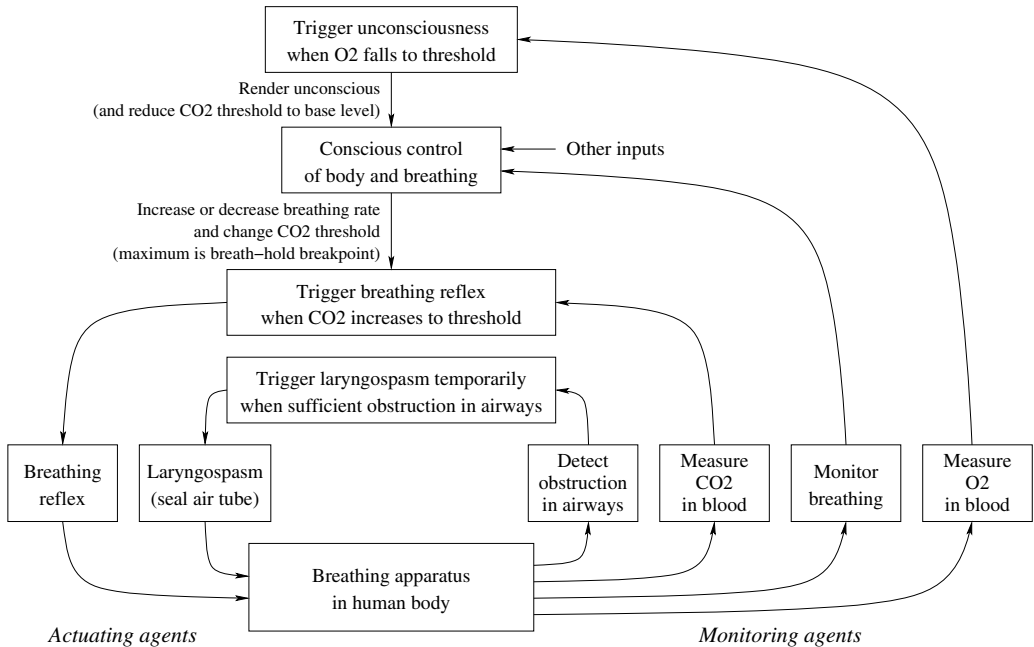 Trigger unconsciousness
when O2 falls to threshold
Render unconscious
(and reduce CO2 threshold to base level)
Conscious control
of body and breathing
Other inputs
Increase or decrease breathing rate
and change CO2 threshold
(maximum is breath−hold breakpoint)
Trigger breathing reflex
when CO2 increases to threshold
Trigger laryngospasm temporarily
when sufficient obstruction in airways
Breathing
reflex
Laryngospasm
(seal air tube)
Detect
obstruction
in airways
Measure
CO2
in blood
Monitor
breathing
Measure
O2
in blood
Breathing apparatus
in human body
Actuating agents
Monitoring agents